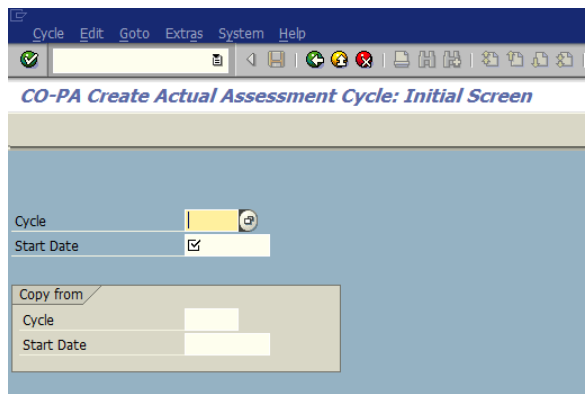 Cycle Edit Goto Extras System Help
CO-PA Create Actual Assessment Cycle: Initial Screen
Cycle
Start Date
Copy from
Cycle
Start Date